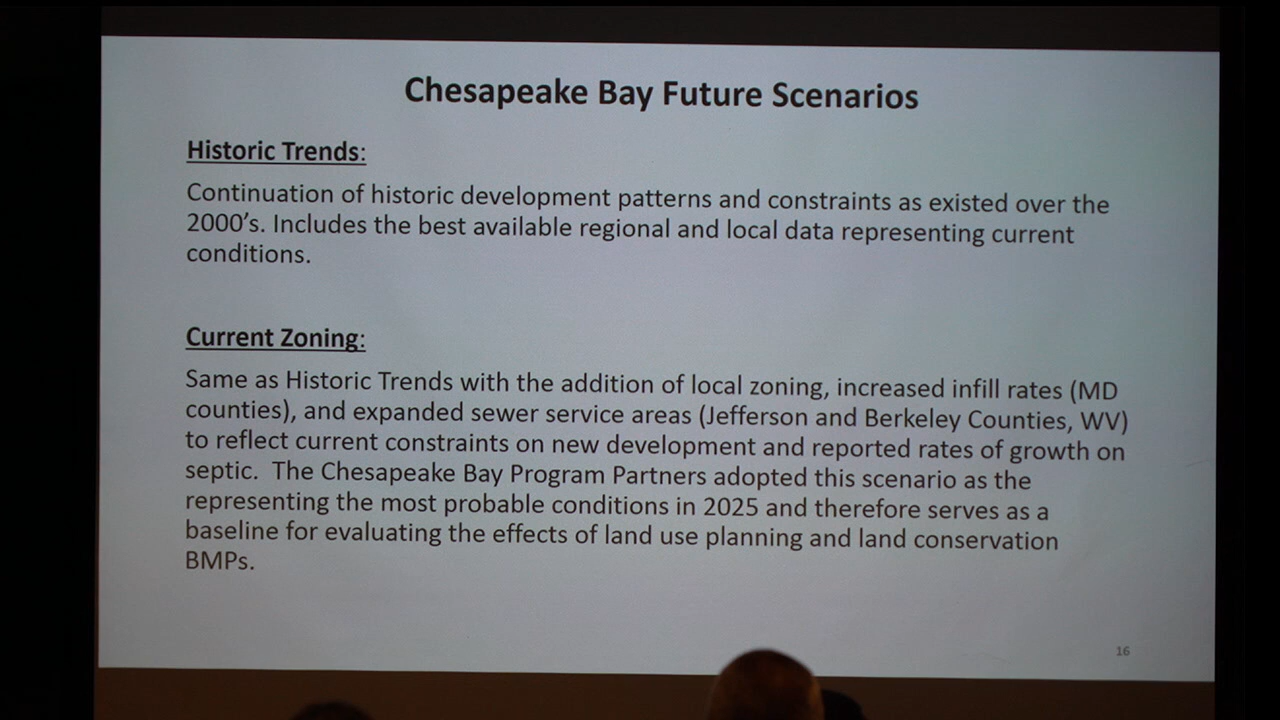 Chesapeake Bay Future Scenarios
Historic Trends:
Continuation of historic development patterns and constraints as existed over the
2000's. Includes the best available regional and local data representing current
conditions.
Current Zoning:
Same as Historic Trends with the addition of local zoning, increased infill rates (MD
counties), and expanded sewer service areas (Jefferson and Berkeley Counties, WV)
to reflect current constraints on new development and reported rates of growth on
septic.  The Chesapeake Bay Program Partners adopted this scenario as the
representing the most probable conditions in 2025 and therefore serves as a
baseline for evaluating the effects of land use planning and land conservation
BMPs.
16